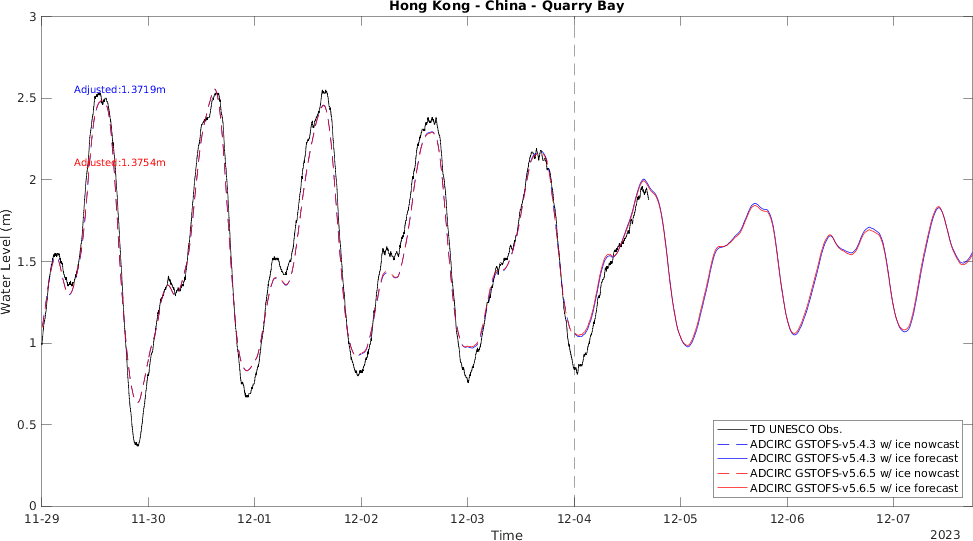 Hong Kong - China - Quarry Bay
3
2.5
2
1.5
1
0.5
0
Water Level (m)
Adjusted:1.3719m
Adjusted:1.3754m
TD UNESCO Obs.
ADCIRC GSTOFS-v5.4.3 w/ ice nowcast
ADCIRC GSTOFS-v5.4.3 w/ ice forecast
ADCIRC GSTOFS-v5.6.5 w/ ice nowcast
ADCIRC GSTOFS-v5.6.5 w/ ice forecast
11-29 11-30 12-01 12-02 12-03 12-04 12-05 12-06 12-07
Time
2023